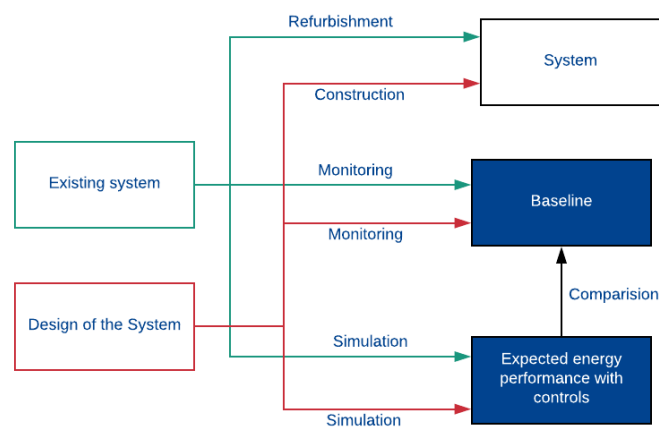 Refurbishment
System
Construction
Existing system
Monitoring
Baseline
Monitoring
Design of the System
Comparision
Simulation
Expected energy
performance with
controls
Simulation